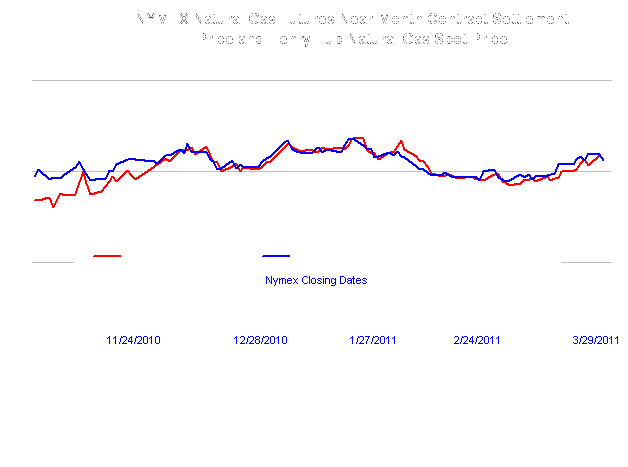 NYMEX Natural Gas Futures Near-Month Contract Settlement
Price and Henry Hub Natural Gas Spot Price
Nymex Closing Dates
11/24/2010 12/28/2010 1/27/2011 2/24/2011 3/29/2011